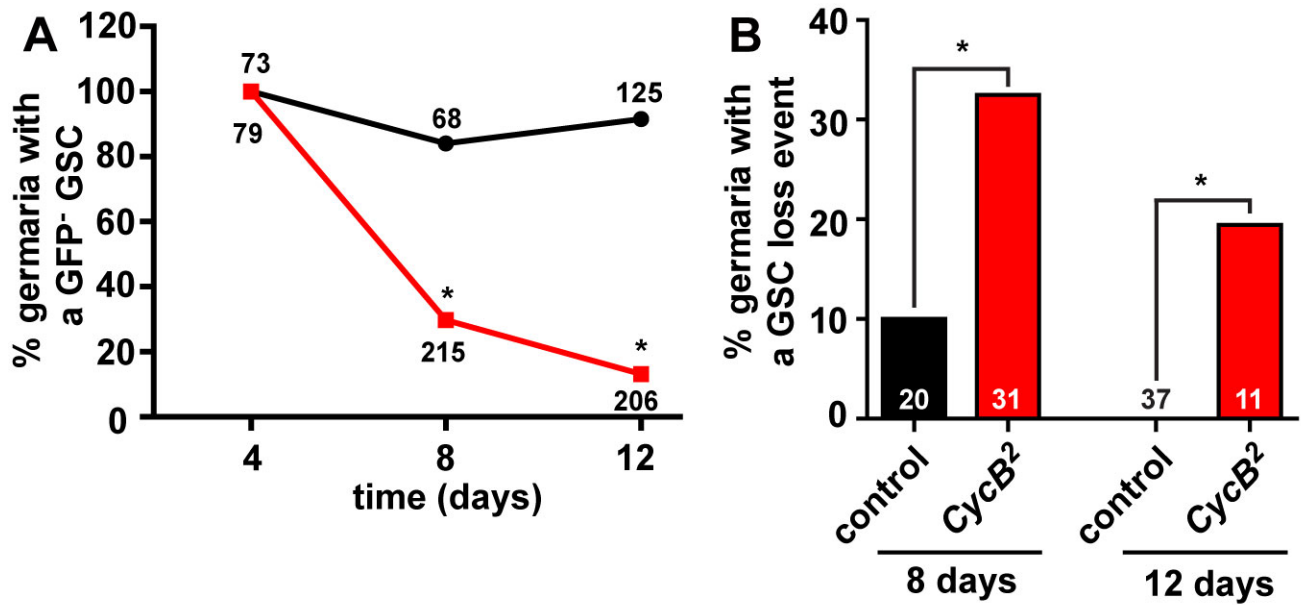 A
% germaria with
a GFP⁻ GSC
120
100
80
60
40
20
0
73
79
68
125
*
215
*
206
4 8 12
time (days)
B
% germaria with
a GSC loss event
40
30
20
10
0
*
*
20 31 37 11
control CycB² control CycB²
8 days 12 days